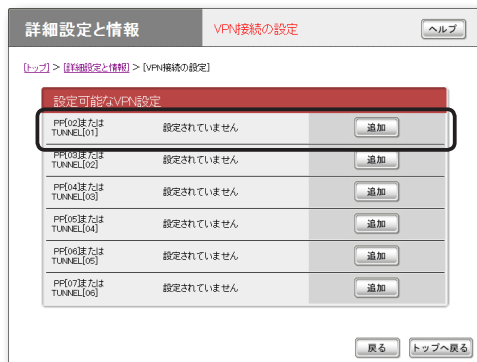 詳細設定と情報
VPN接続の設定
ヘルプ
[トップ] > [詳細設定と情報] > [VPN接続の設定]
設定可能なVPN設定
PP[02]または
TUNNEL[01]
設定されていません
追加
PP[03]または
TUNNEL[02]
設定されていません
追加
PP[04]または
TUNNEL[03]
設定されていません
追加
PP[05]または
TUNNEL[04]
設定されていません
追加
PP[06]または
TUNNEL[05]
設定されていません
追加
PP[07]または
TUNNEL[06]
設定されていません
追加
戻る
トップへ戻る